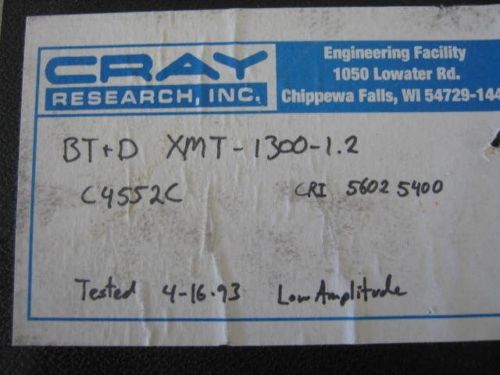 CRAY
RESEARCH, INC.
Engineering Facility
1050 Lowater Rd.
Chippewa Falls, WI 54729-144
BT+D XMT-1300-1.2
C4552C CRI 5602 5400
Tested 4-16-93 Low Amplitude